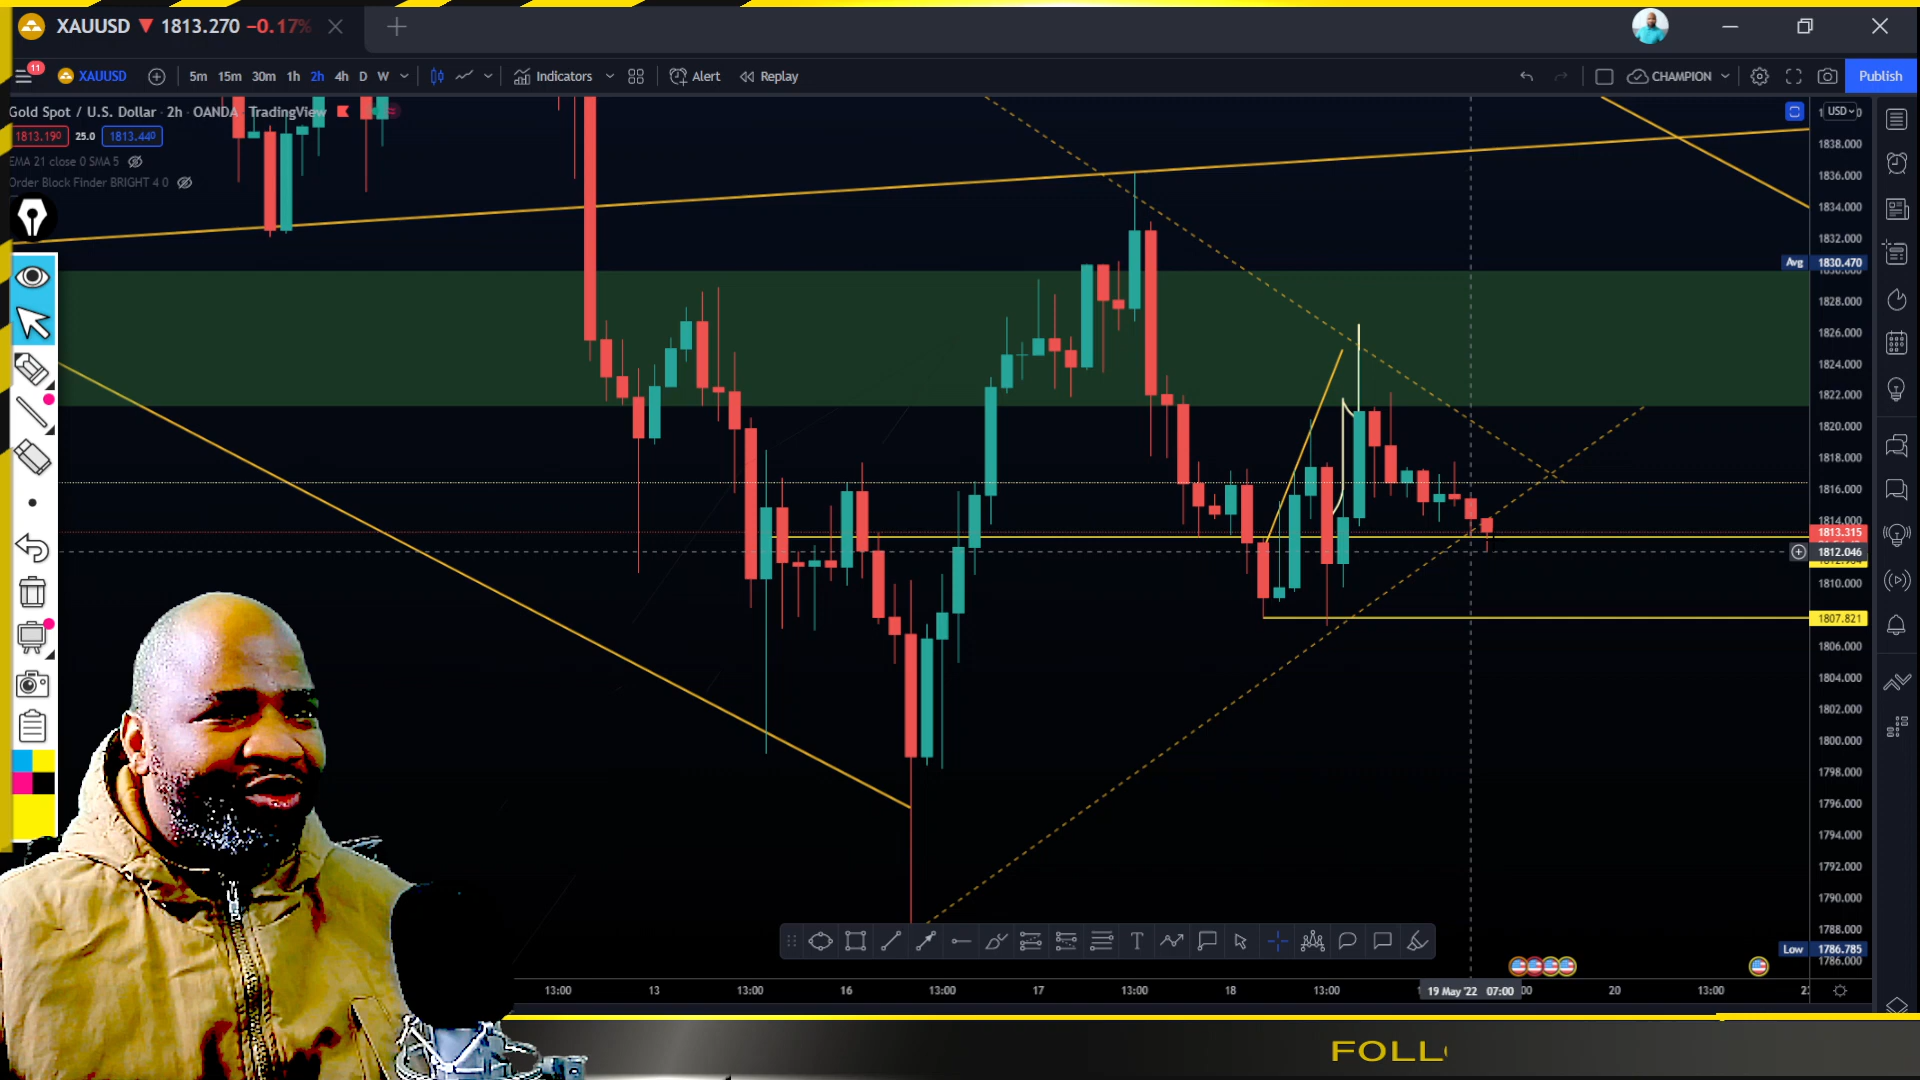 XAUUSD ▼ 1813.270 −0.17%
11
XAUUSD 5m 15m 30m 1h 2h 4h D W Indicators Alert Replay CHAMPION Publish
Gold Spot / U.S. Dollar · 2h · OANDA TradingView
USD
1813.190 25.0 1813.440
EMA 21 close 0 SMA 5
Order Block Finder BRIGHT 4 0
1838.000
1836.000
1834.000
1832.000
Avg 1830.470
1828.000
1826.000
1824.000
1822.000
1820.000
1818.000
1816.000
1814.000
1813.315
1812.046
1810.000
1807.821
1806.000
1804.000
1802.000
1800.000
1798.000
1796.000
1794.000
1792.000
1790.000
1788.000
Low 1786.785
1786.000
13:00 13 13:00 16 13:00 17 13:00 18 13:00 19 May '22 07:00 20 13:00
FOLL